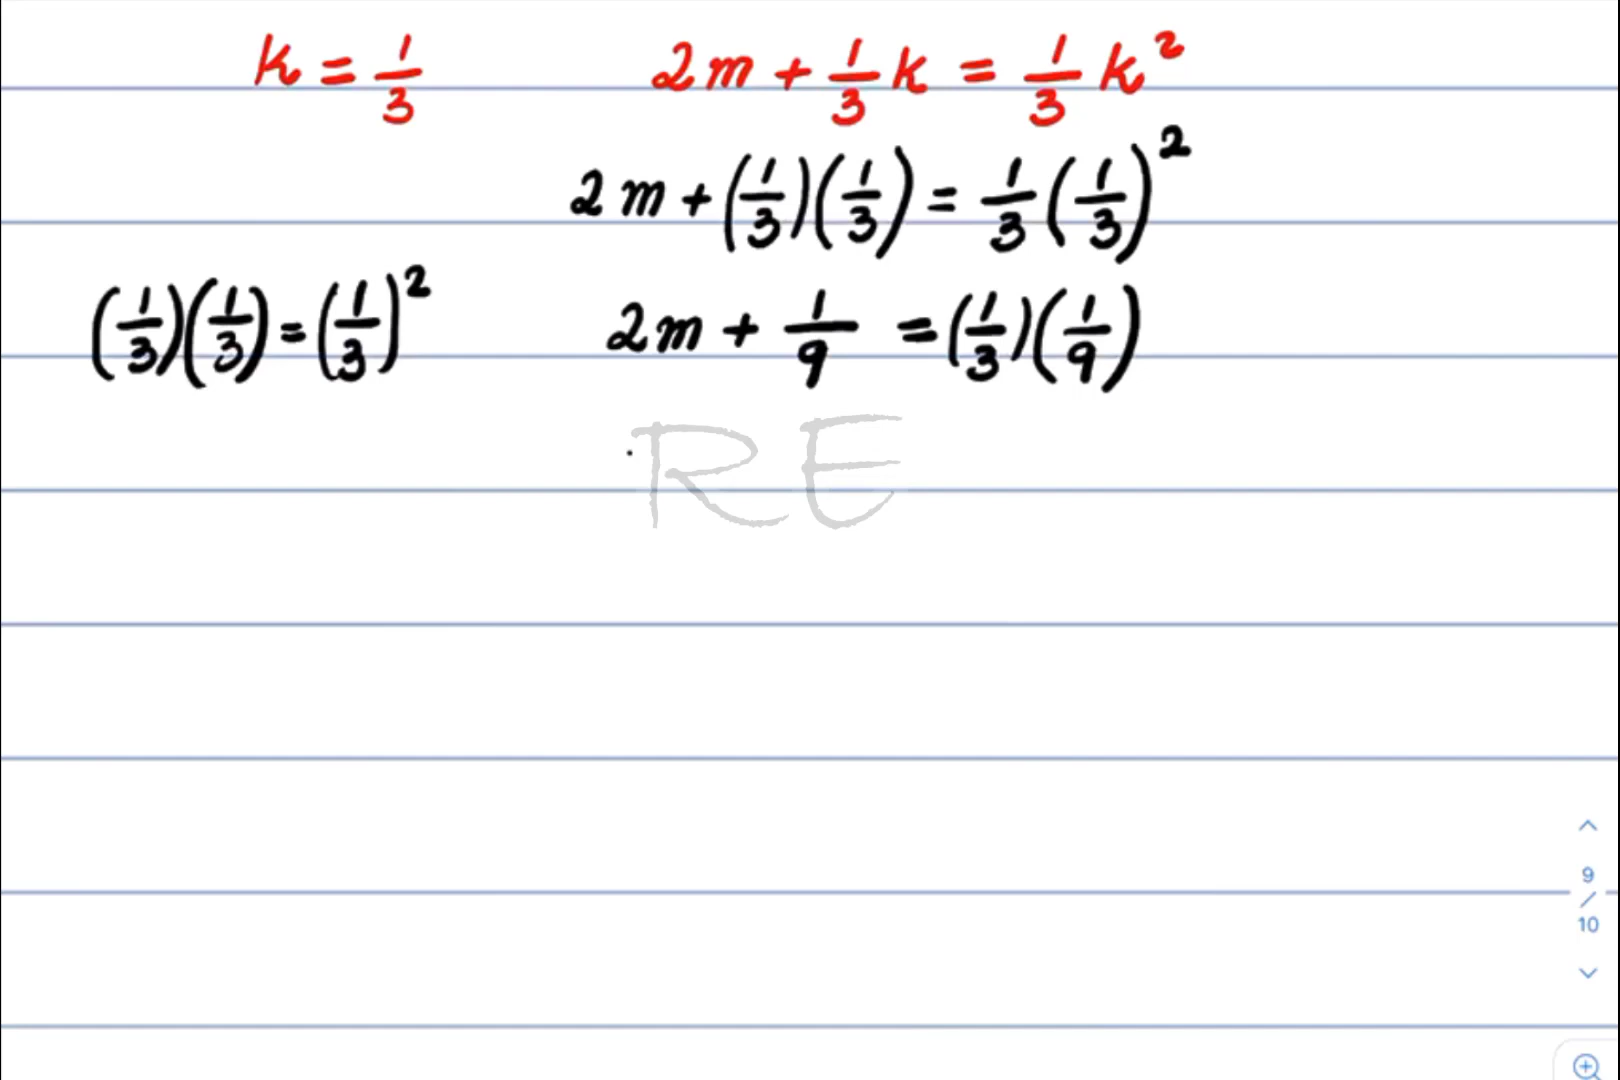 k = 1/3 2m + 1/3 k = 1/3 k²
2m + (1/3)(1/3) = 1/3 (1/3)²
(1/3)(1/3) = (1/3)² 2m + 1/9 = (1/3)(1/9)
RE
9
/
10